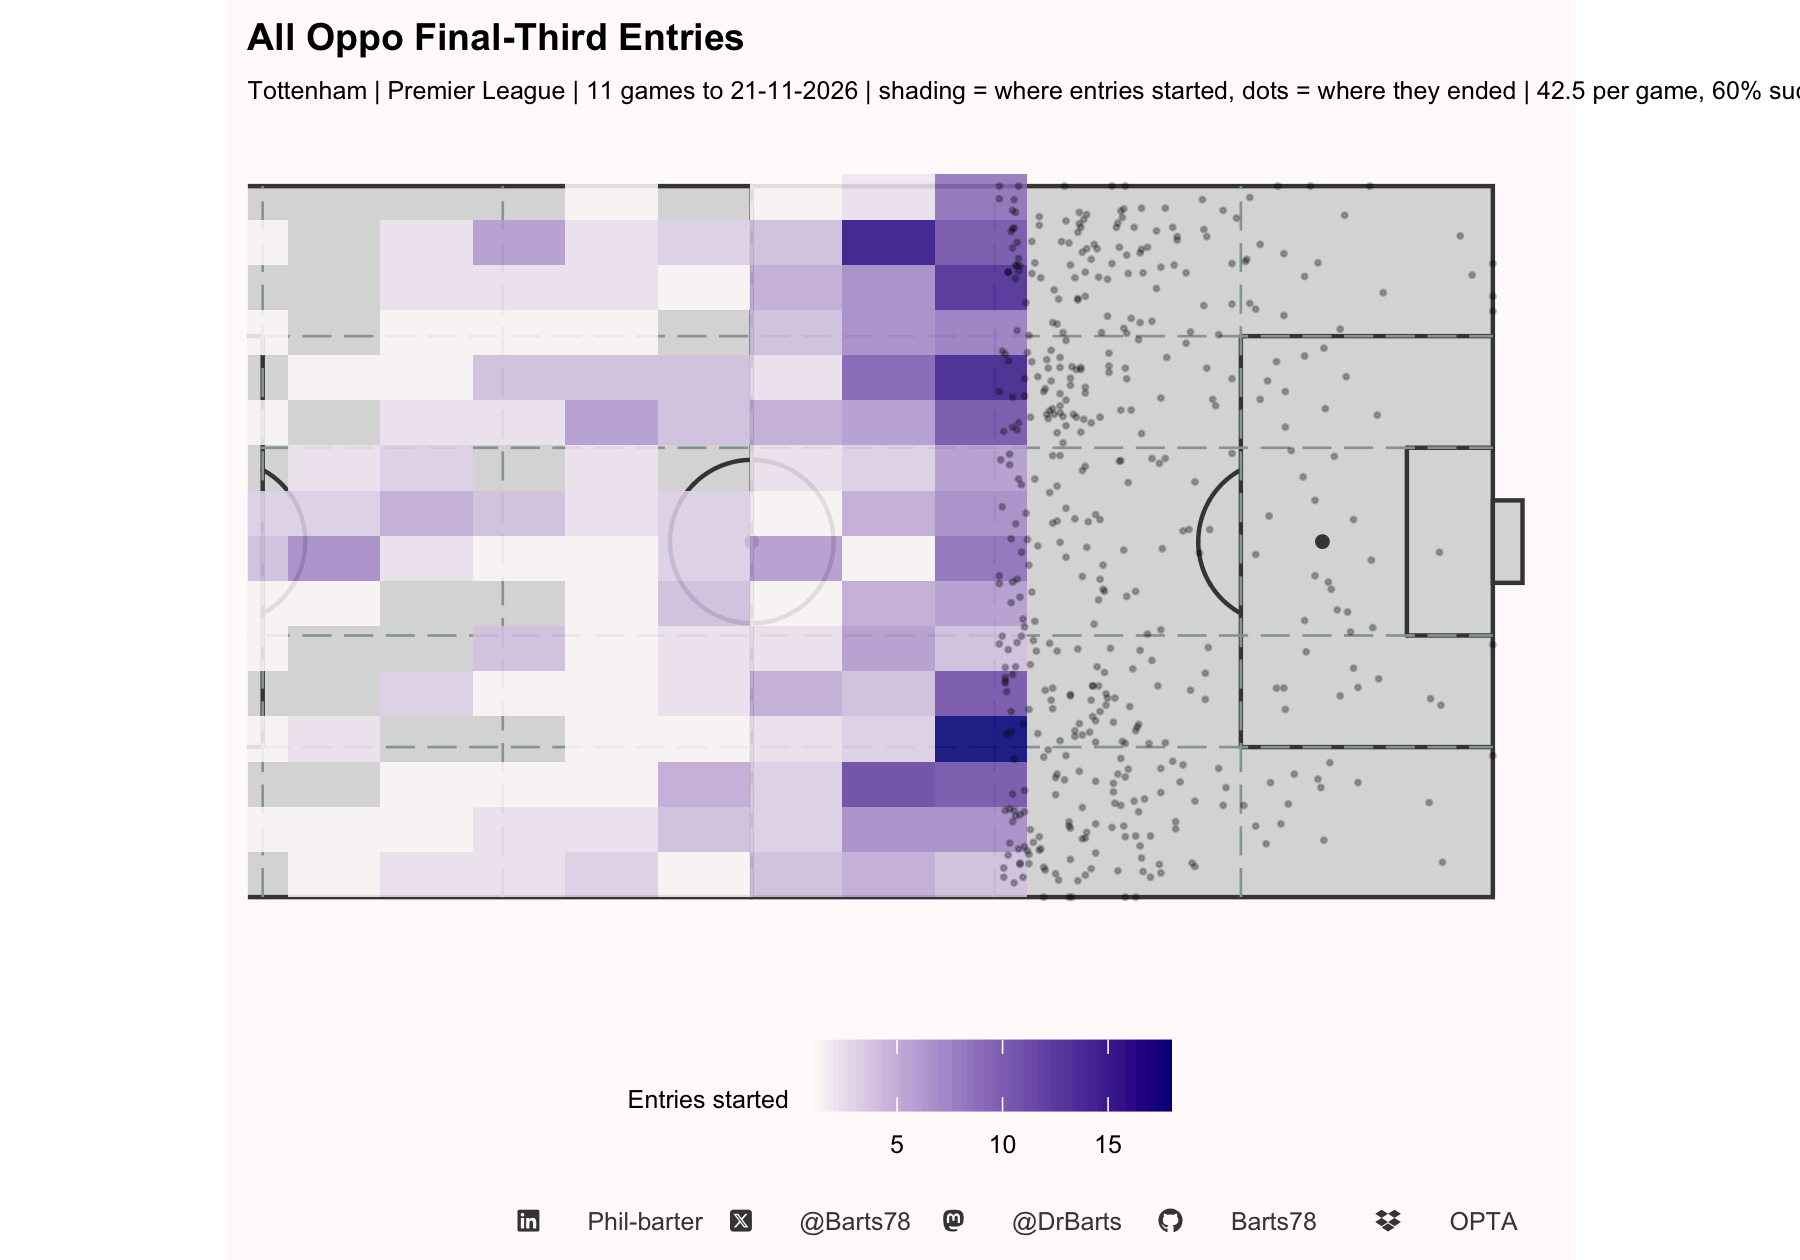 All Oppo Final-Third Entries
Tottenham | Premier League | 11 games to 21-11-2026 | shading = where entries started, dots = where they ended | 42.5 per game, 60% suc
Entries started
5 10 15
Phil-barter @Barts78 @DrBarts Barts78 OPTA